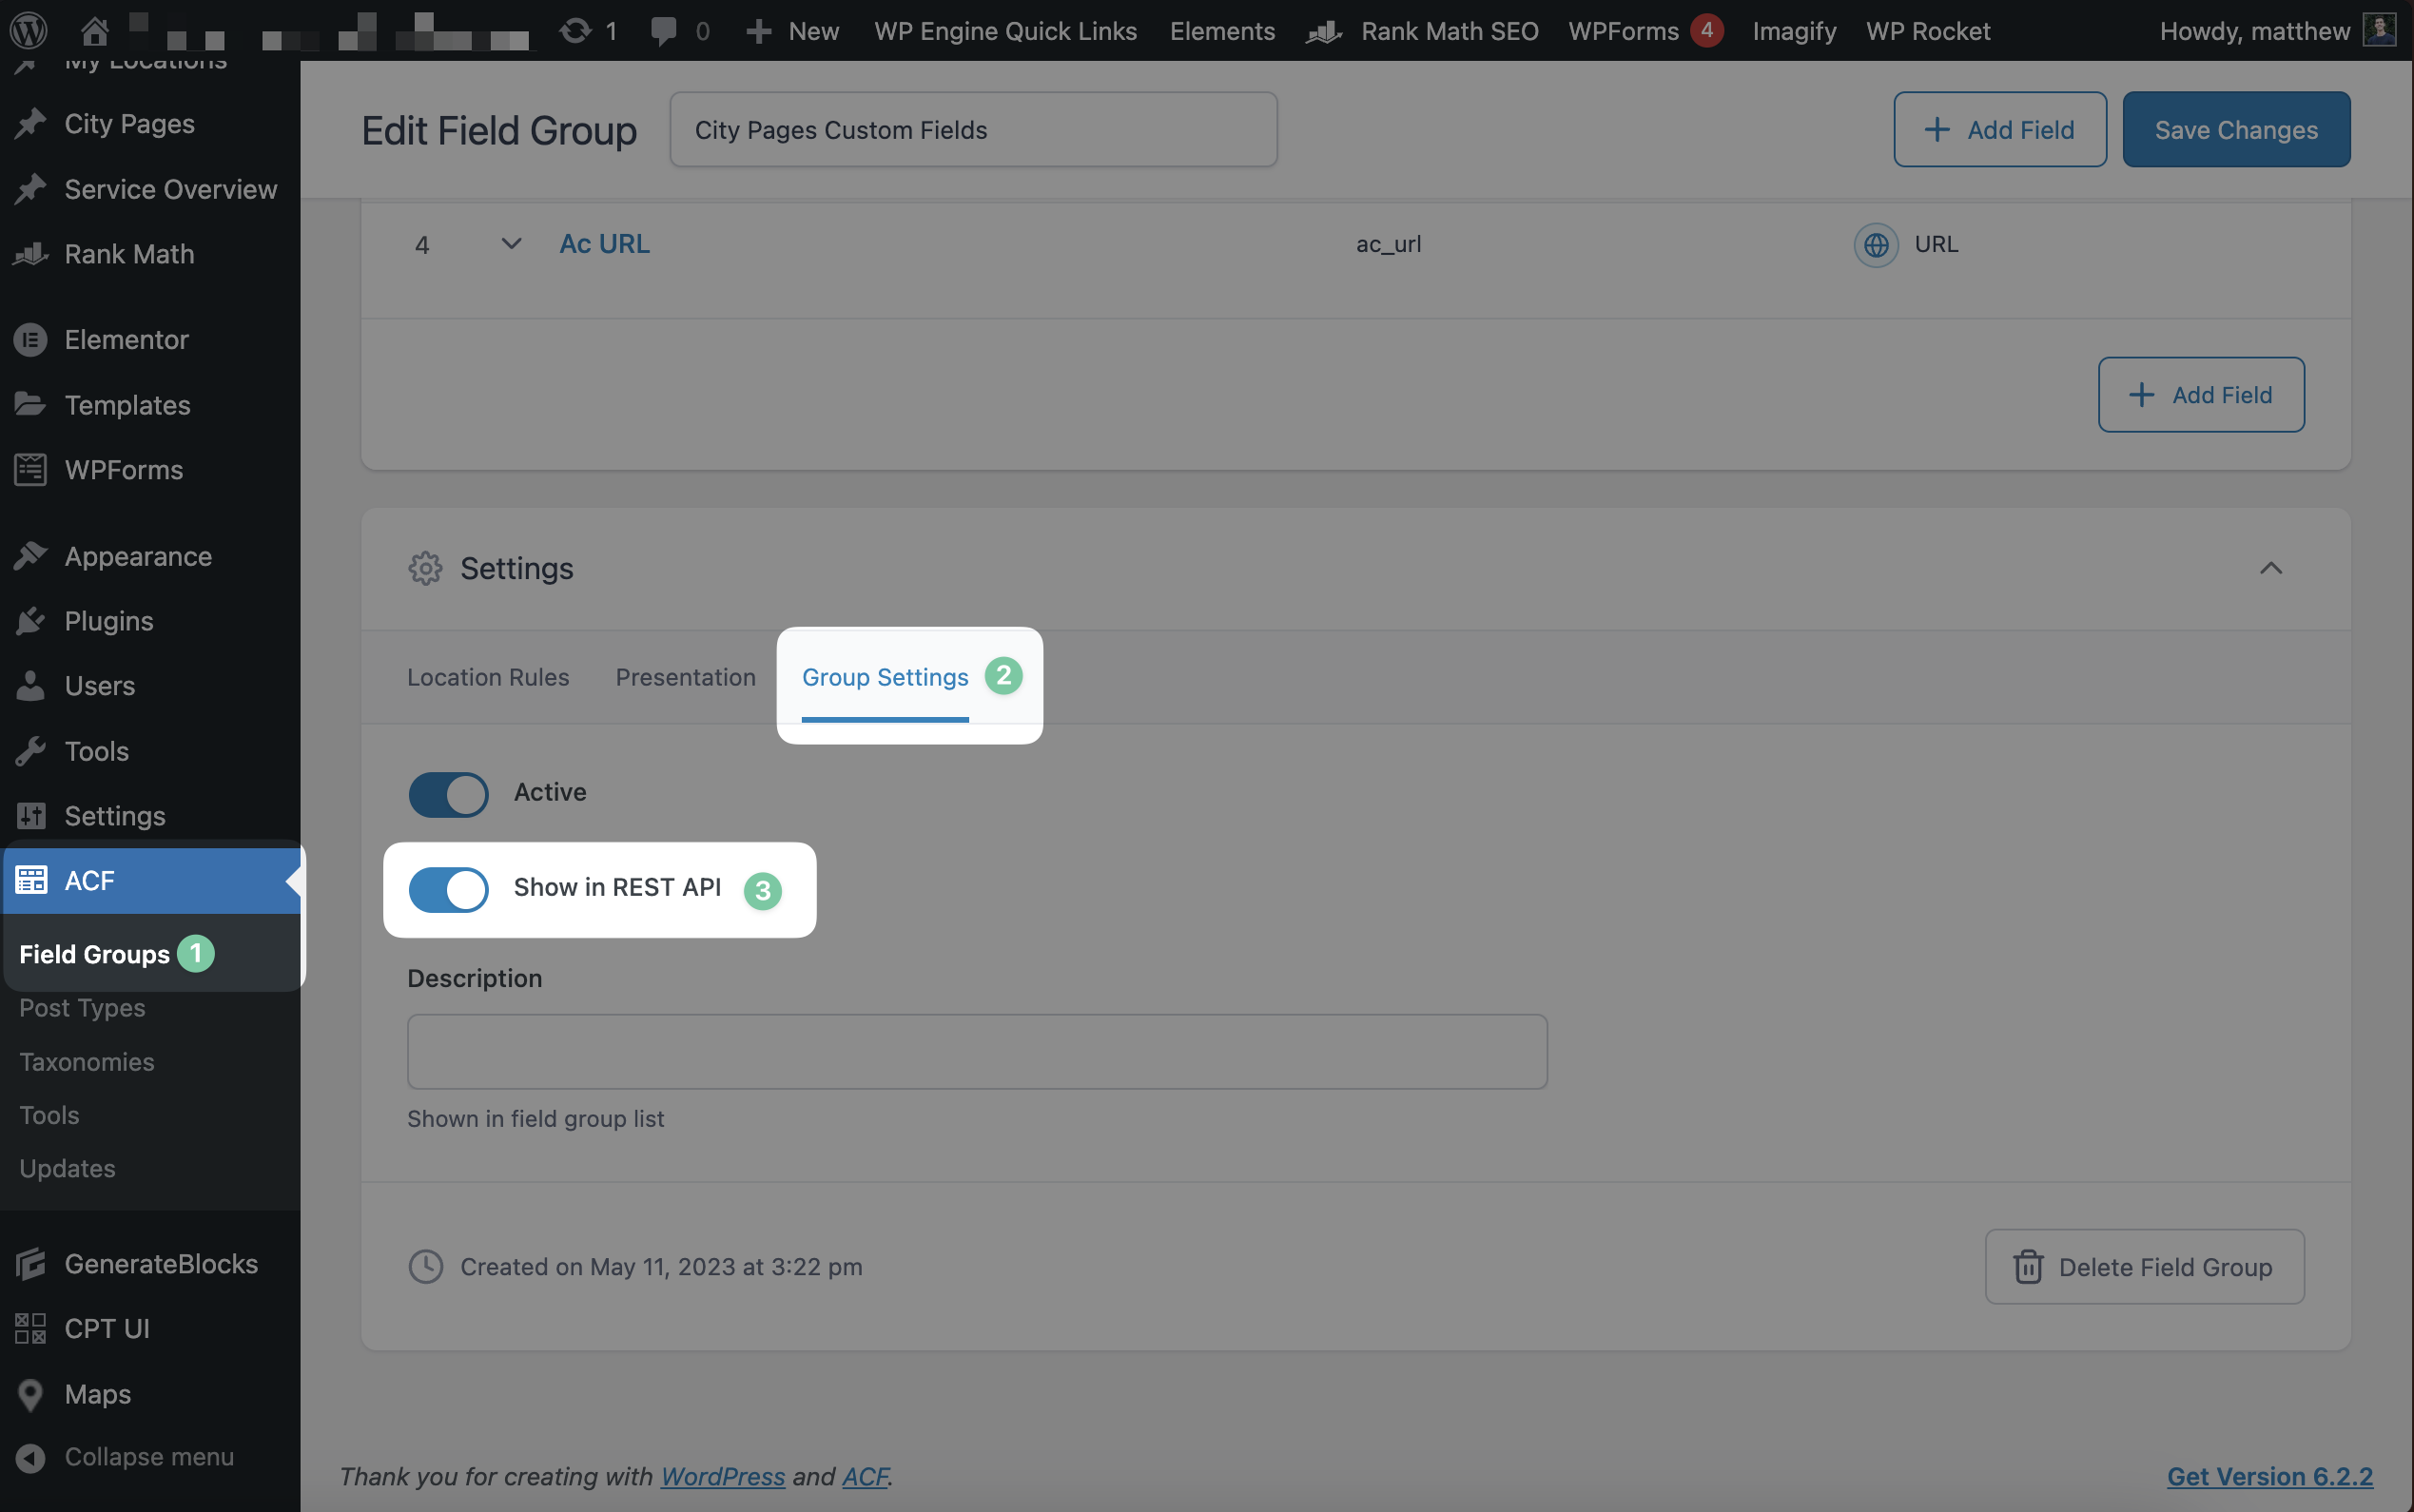 1 0 New WP Engine Quick Links Elements Rank Math SEO WPForms 4 Imagify WP Rocket Howdy, matthew
My Locations
City Pages
Service Overview
Rank Math
Elementor
Templates
WPForms
Appearance
Plugins
Users
Tools
Settings
ACF
Field Groups 1
Post Types
Taxonomies
Tools
Updates
GenerateBlocks
CPT UI
Maps
Collapse menu
Edit Field Group City Pages Custom Fields Add Field Save Changes
4 Ac URL ac_url URL
Add Field
Settings
Location Rules Presentation Group Settings 2
Active
Show in REST API 3
Description
Shown in field group list
Created on May 11, 2023 at 3:22 pm Delete Field Group
Thank you for creating with WordPress and ACF. Get Version 6.2.2